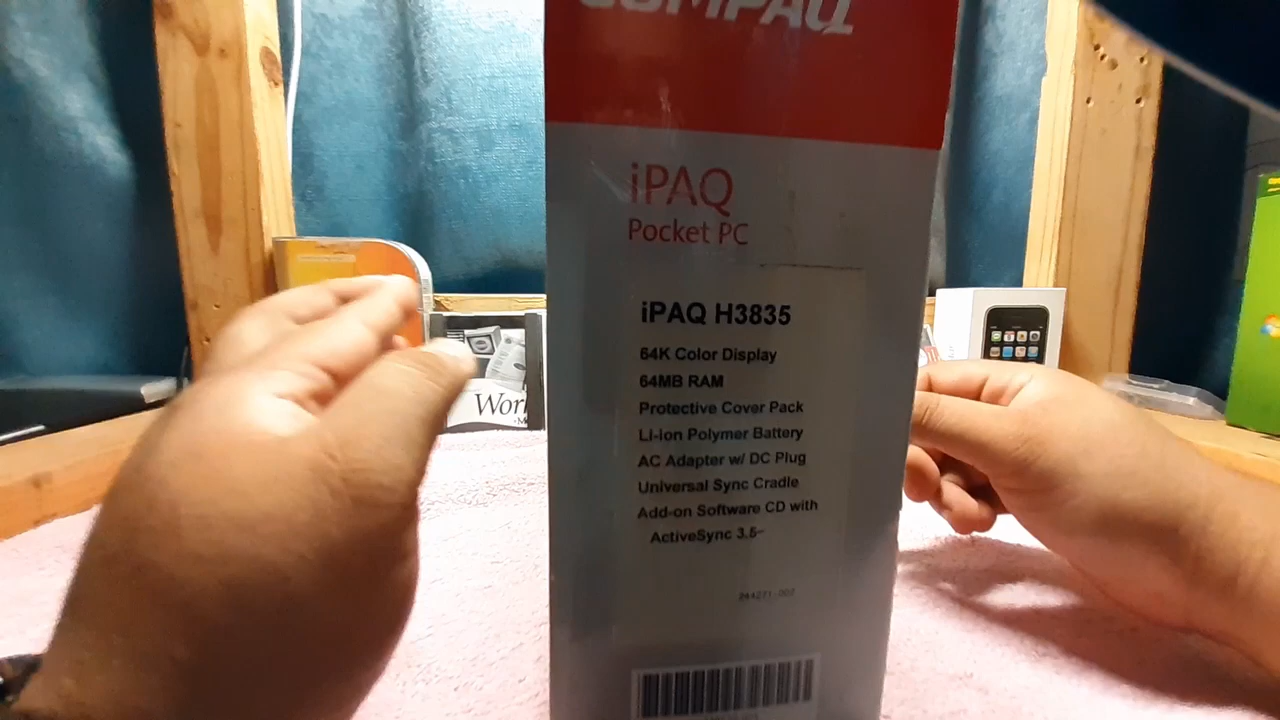 COMPAQ
iPAQ
Pocket PC
iPAQ H3835
64K Color Display
64MB RAM
Protective Cover Pack
Li-Ion Polymer Battery
AC Adapter w/ DC Plug
Universal Sync Cradle
Add-on Software CD with
ActiveSync 3.5